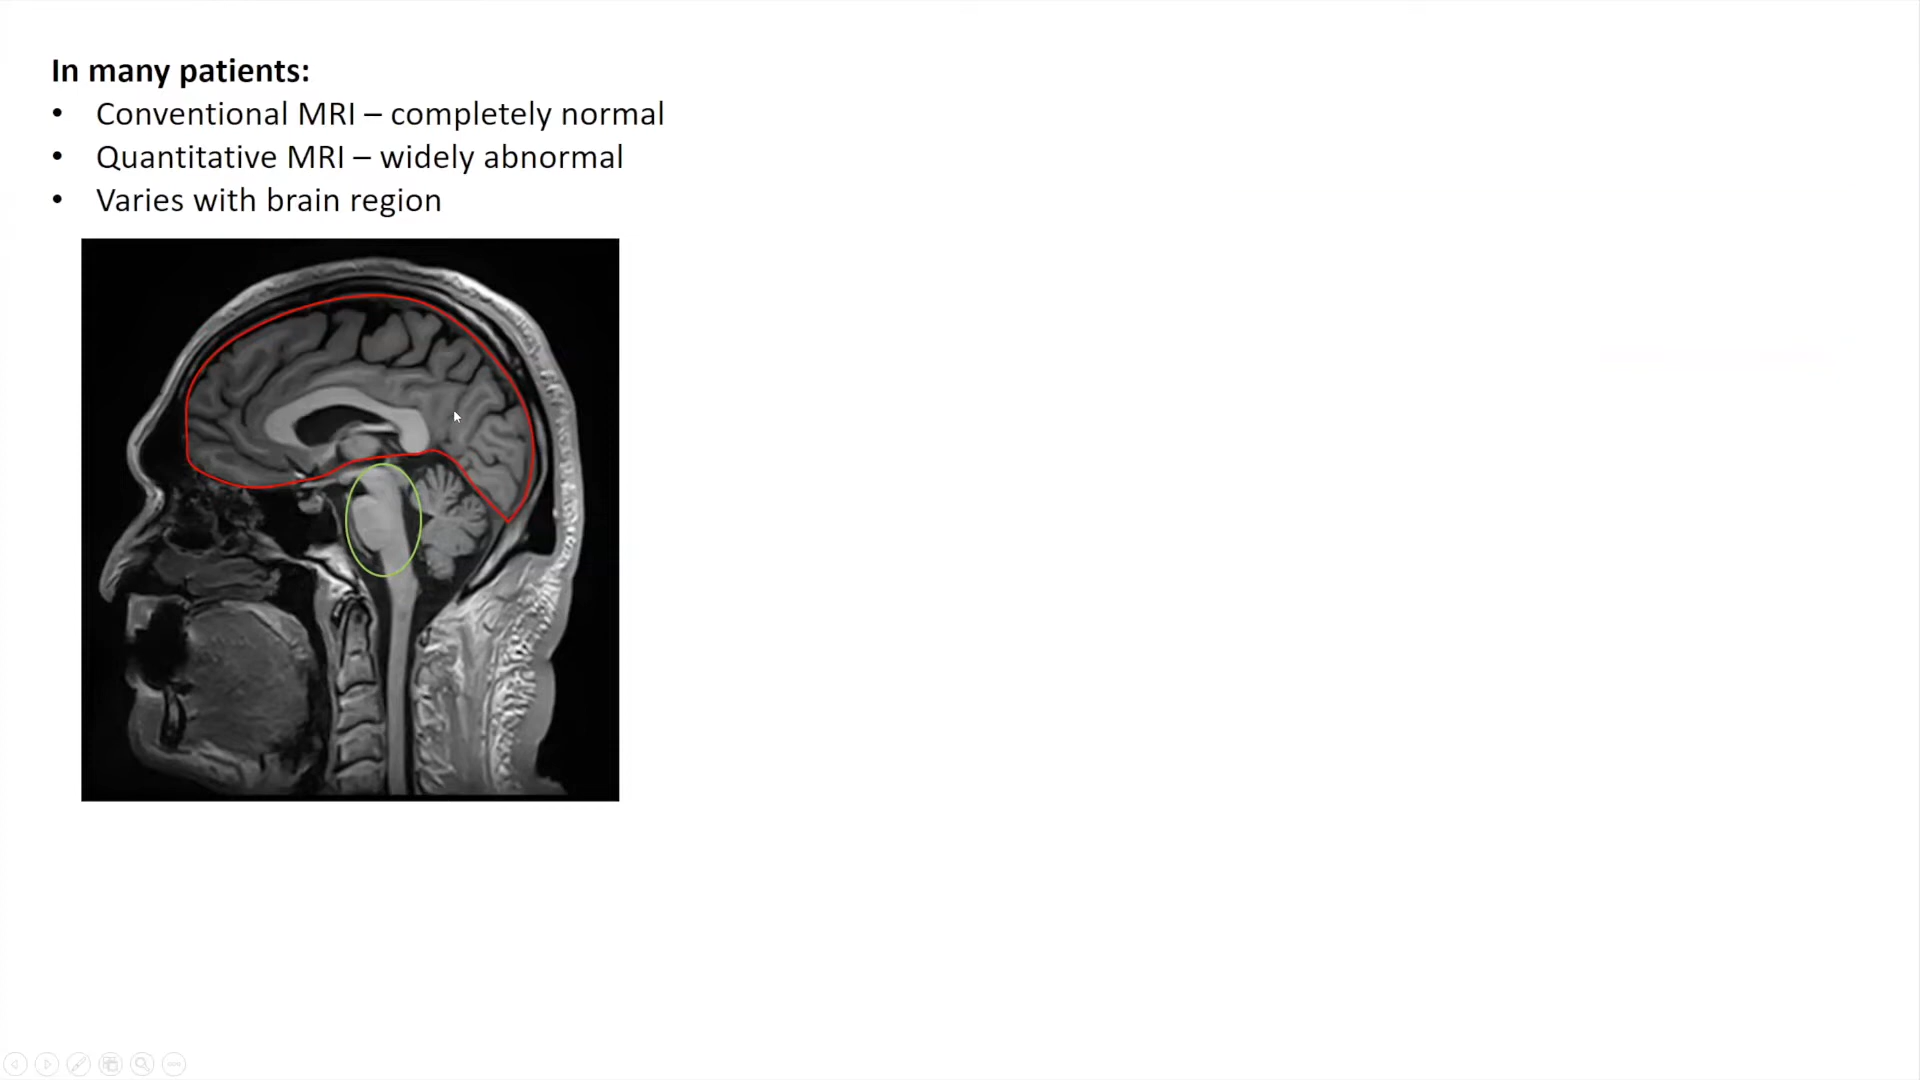 In many patients:
• Conventional MRI – completely normal
• Quantitative MRI – widely abnormal
• Varies with brain region